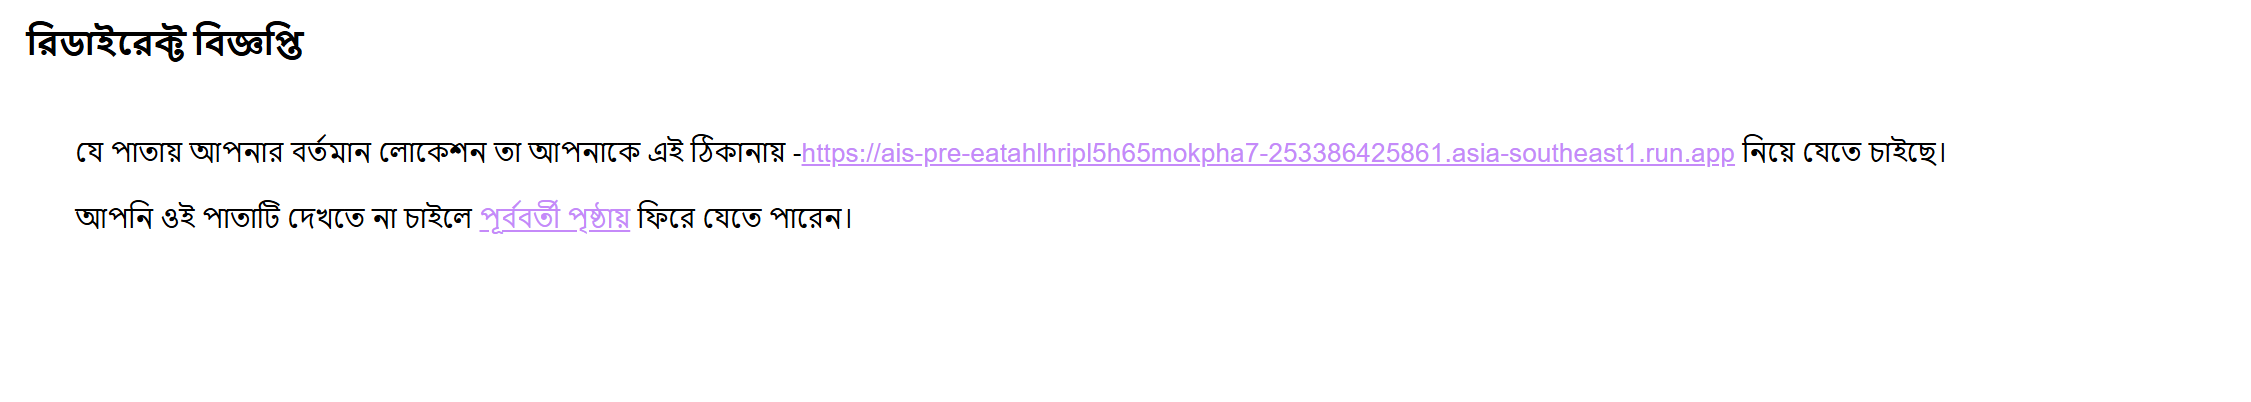 রিডাইরেক্ট বিজ্ঞপ্তি
যে পাতায় আপনার বর্তমান লোকেশন তা আপনাকে এই ঠিকানায় -https://ais-pre-eatahlhripl5h65mokpha7-253386425861.asia-southeast1.run.app নিয়ে যেতে চাইছে।
আপনি ওই পাতাটি দেখতে না চাইলে পূর্ববর্তী পৃষ্ঠায় ফিরে যেতে পারেন।